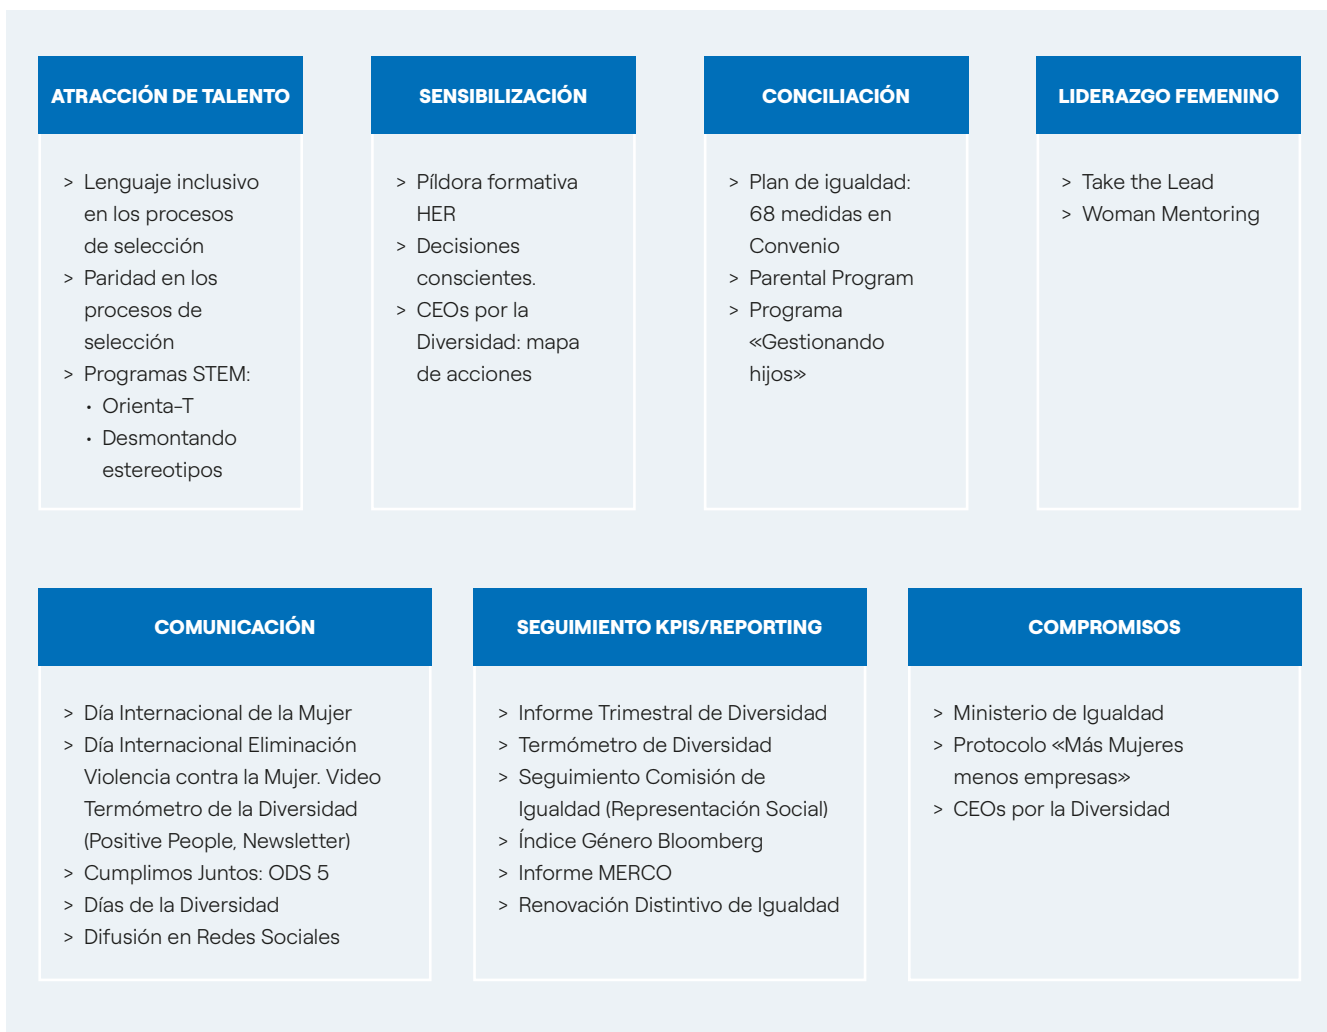 ATRACCIÓN DE TALENTO
> Lenguaje inclusivo
en los procesos
de selección
> Paridad en los
procesos de
selección
> Programas STEM:
• Orienta-T
• Desmontando
estereotipos
SENSIBILIZACIÓN
> Píldora formativa
HER
> Decisiones
conscientes.
> CEOs por la
Diversidad: mapa
de acciones
CONCILIACIÓN
> Plan de igualdad:
68 medidas en
Convenio
> Parental Program
> Programa
«Gestionando
hijos»
LIDERAZGO FEMENINO
> Take the Lead
> Woman Mentoring
COMUNICACIÓN
> Día Internacional de la Mujer
> Día Internacional Eliminación
Violencia contra la Mujer. Video
Termómetro de la Diversidad
(Positive People, Newsletter)
> Cumplimos Juntos: ODS 5
> Días de la Diversidad
> Difusión en Redes Sociales
SEGUIMIENTO KPIS/REPORTING
> Informe Trimestral de Diversidad
> Termómetro de Diversidad
> Seguimiento Comisión de
Igualdad (Representación Social)
> Índice Género Bloomberg
> Informe MERCO
> Renovación Distintivo de Igualdad
COMPROMISOS
> Ministerio de Igualdad
> Protocolo «Más Mujeres
menos empresas»
> CEOs por la Diversidad